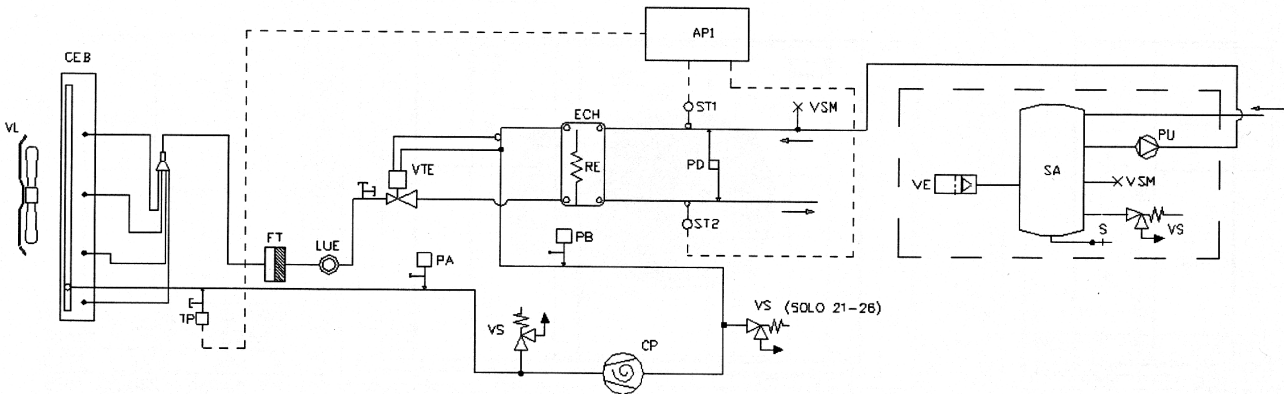 AP1
CEB
VL
ST1
VSM
ECH
PU
VTE
RE
PD
SA
VE
VSM
FT
LUE
ST2
S
VS
PB
PA
TP
VS
VS (SOLO 21-26)
CP